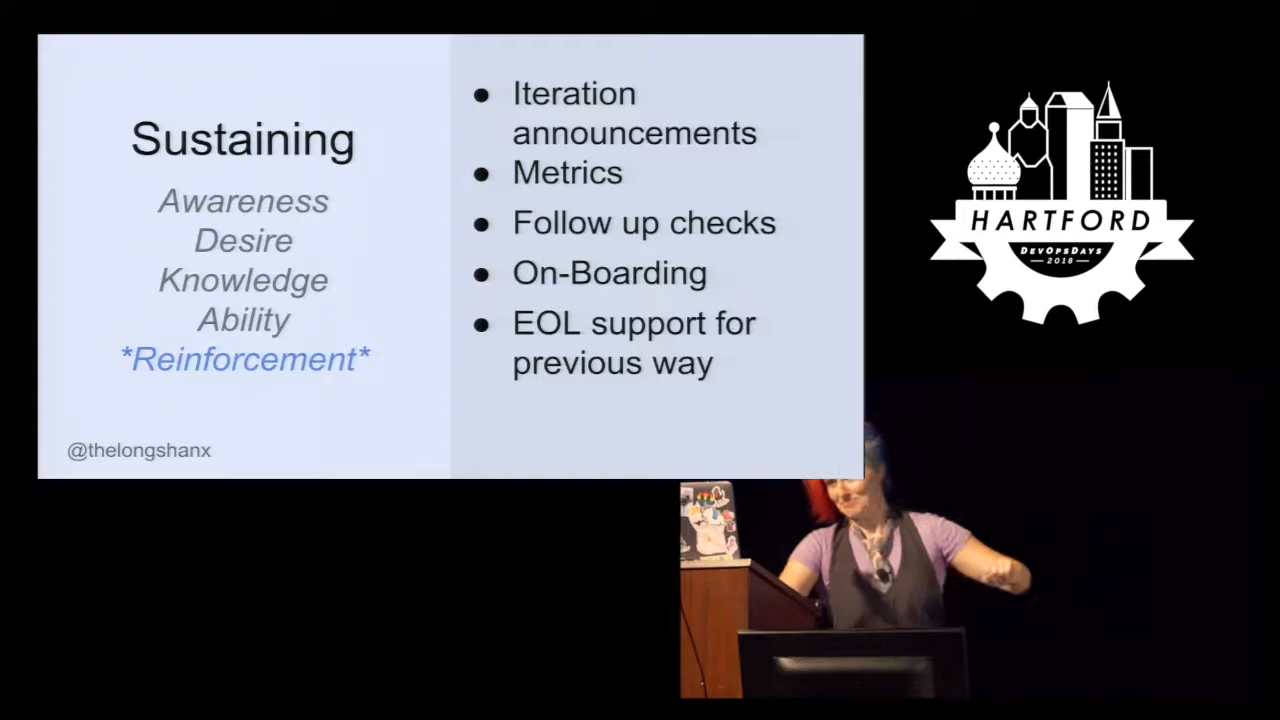 Sustaining
Awareness
Desire
Knowledge
Ability
*Reinforcement*
@thelongshanx
● Iteration
announcements
● Metrics
● Follow up checks
● On-Boarding
● EOL support for
previous way
HARTFORD
DEVOPSDAYS
—2018—